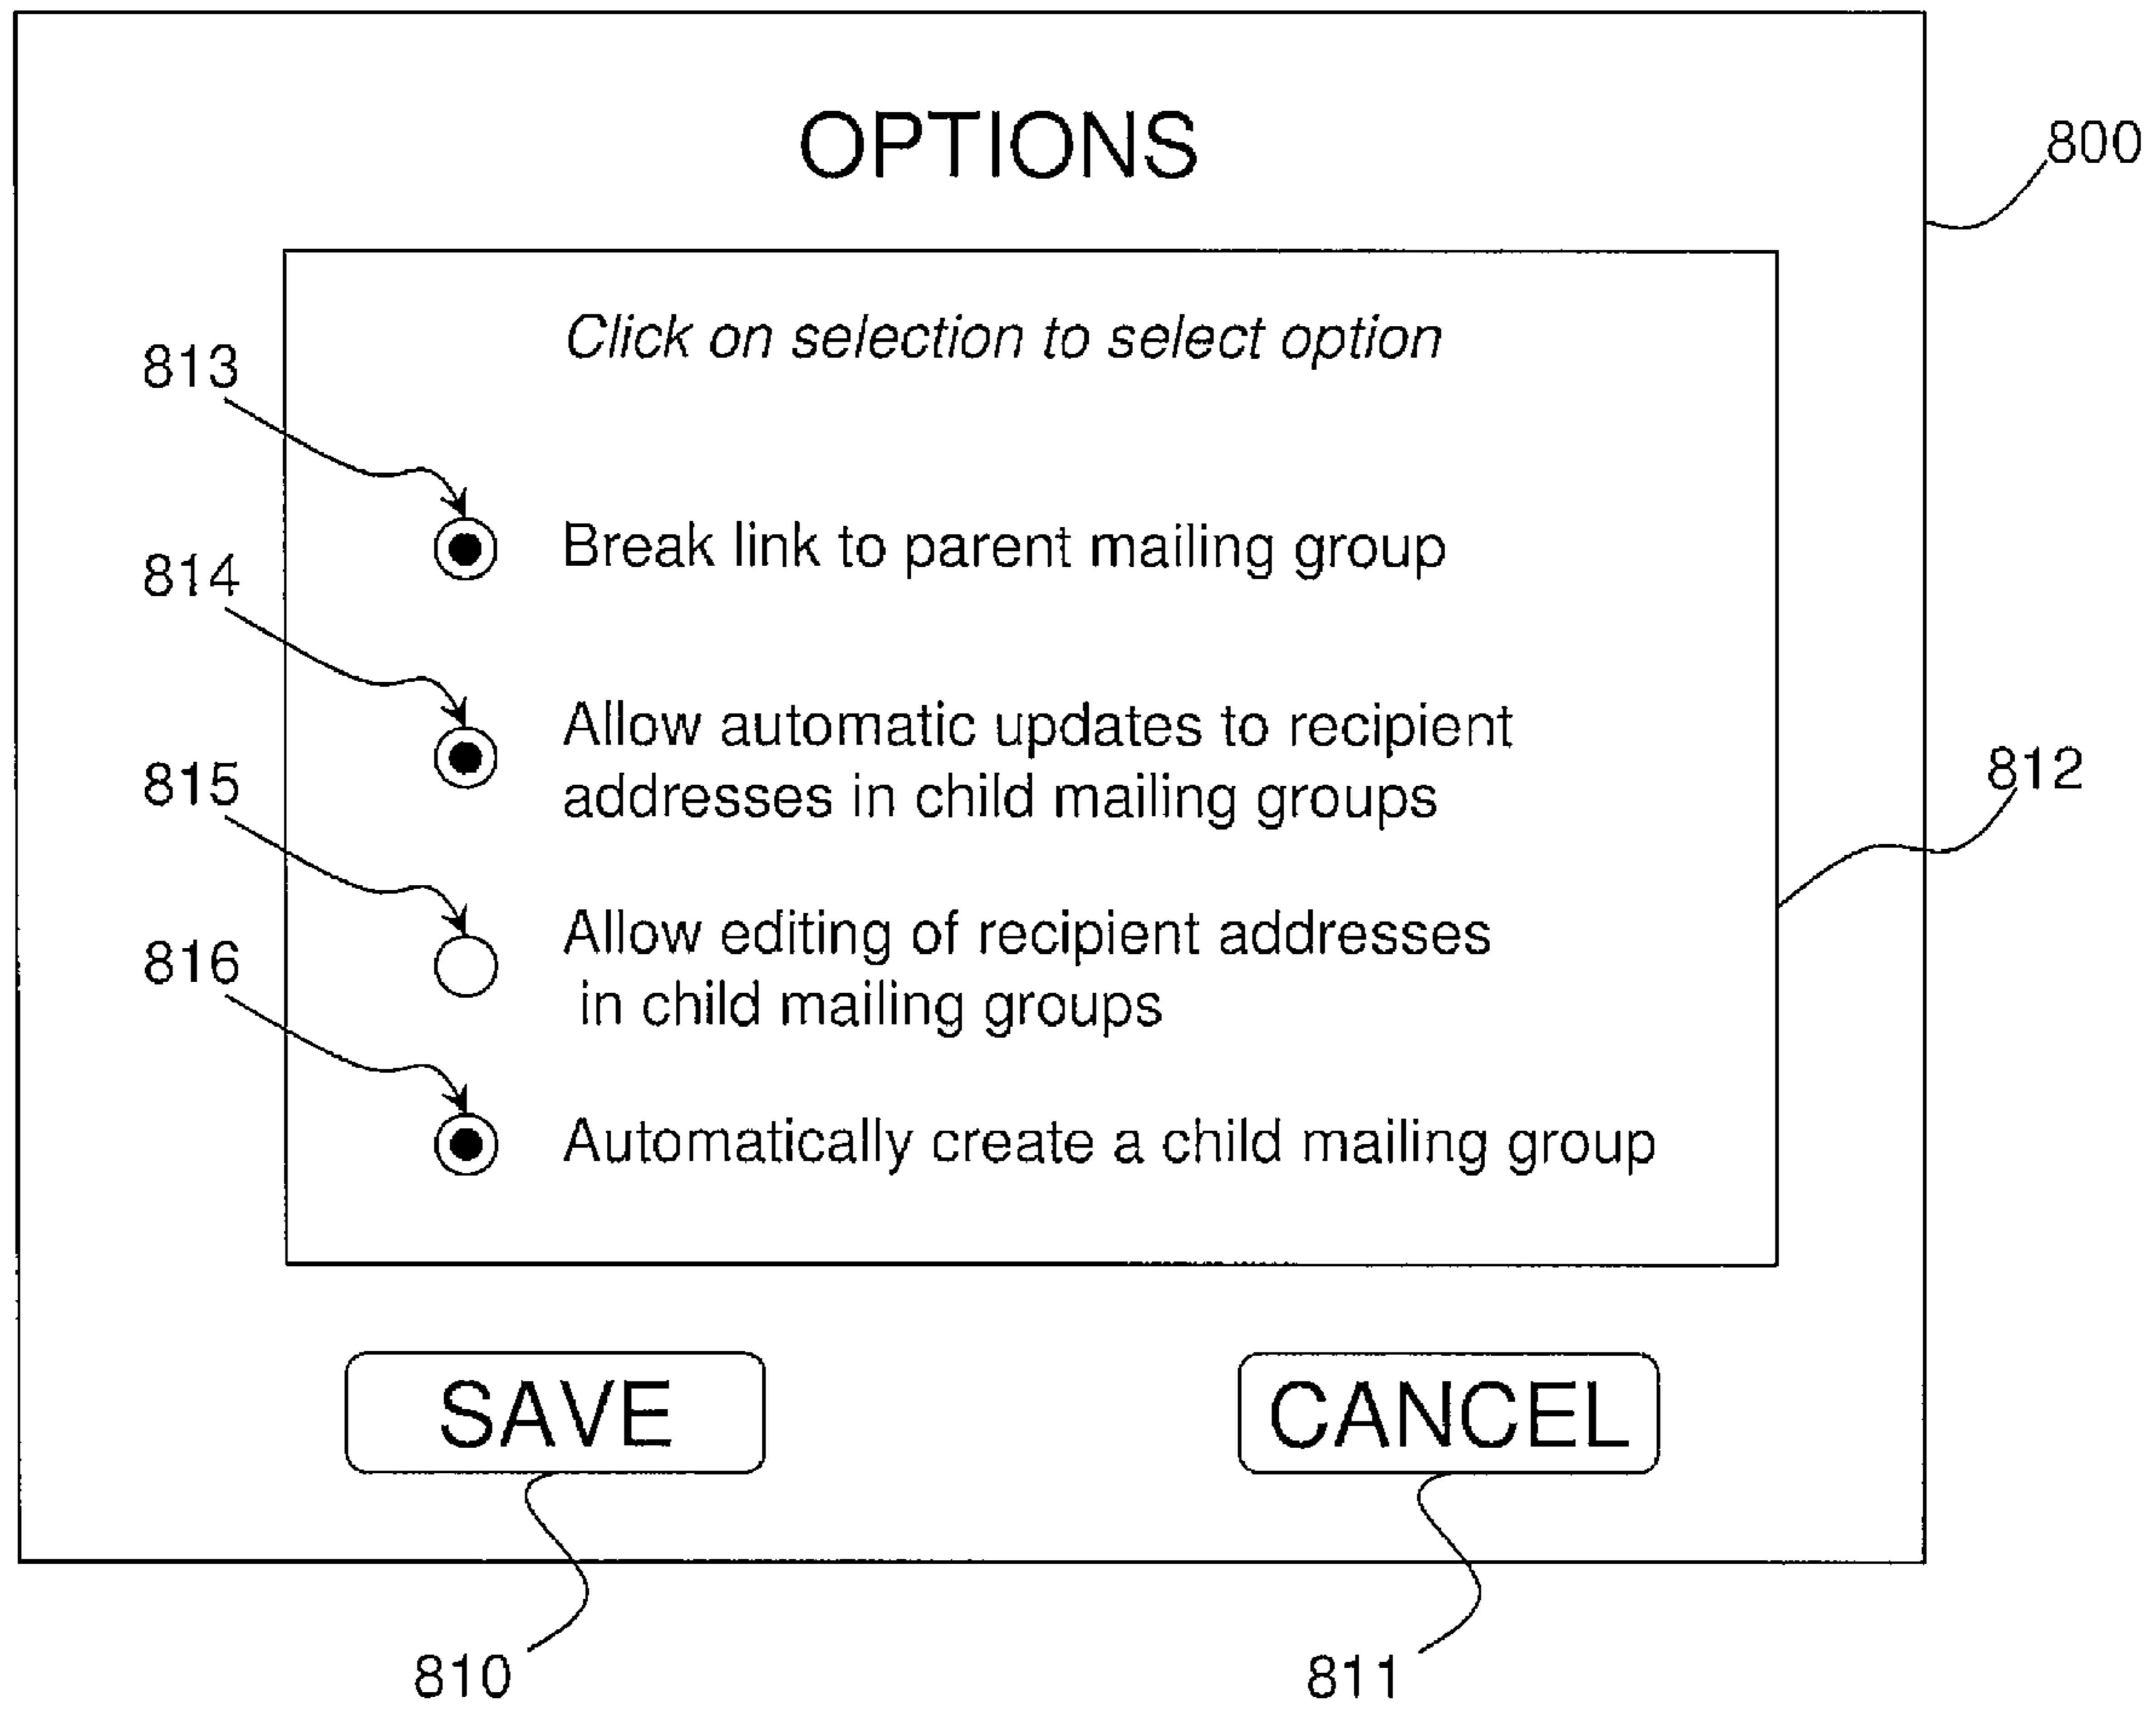 OPTIONS
800
Click on selection to select option
813
Break link to parent mailing group
814
Allow automatic updates to recipient
addresses in child mailing groups
812
815
Allow editing of recipient addresses
in child mailing groups
816
Automatically create a child mailing group
SAVE
CANCEL
810
811